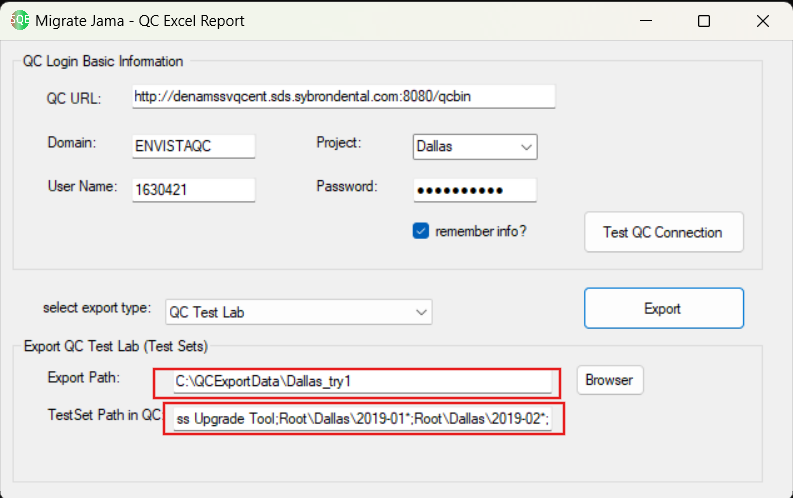 SQE Migrate Jama - QC Excel Report
QC Login Basic Information
QC URL: http://denamssvqcent.sds.sybrondental.com:8080/qcbin
Domain: ENVISTAQC Project: Dallas
User Name: 1630421 Password: ●●●●●●●●●●
remember info? Test QC Connection
select export type: QC Test Lab Export
Export QC Test Lab (Test Sets)
Export Path: C:\QCExportData\Dallas_try1 Browser
TestSet Path in QC: ss Upgrade Tool;Root\Dallas\2019-01*;Root\Dallas\2019-02*;